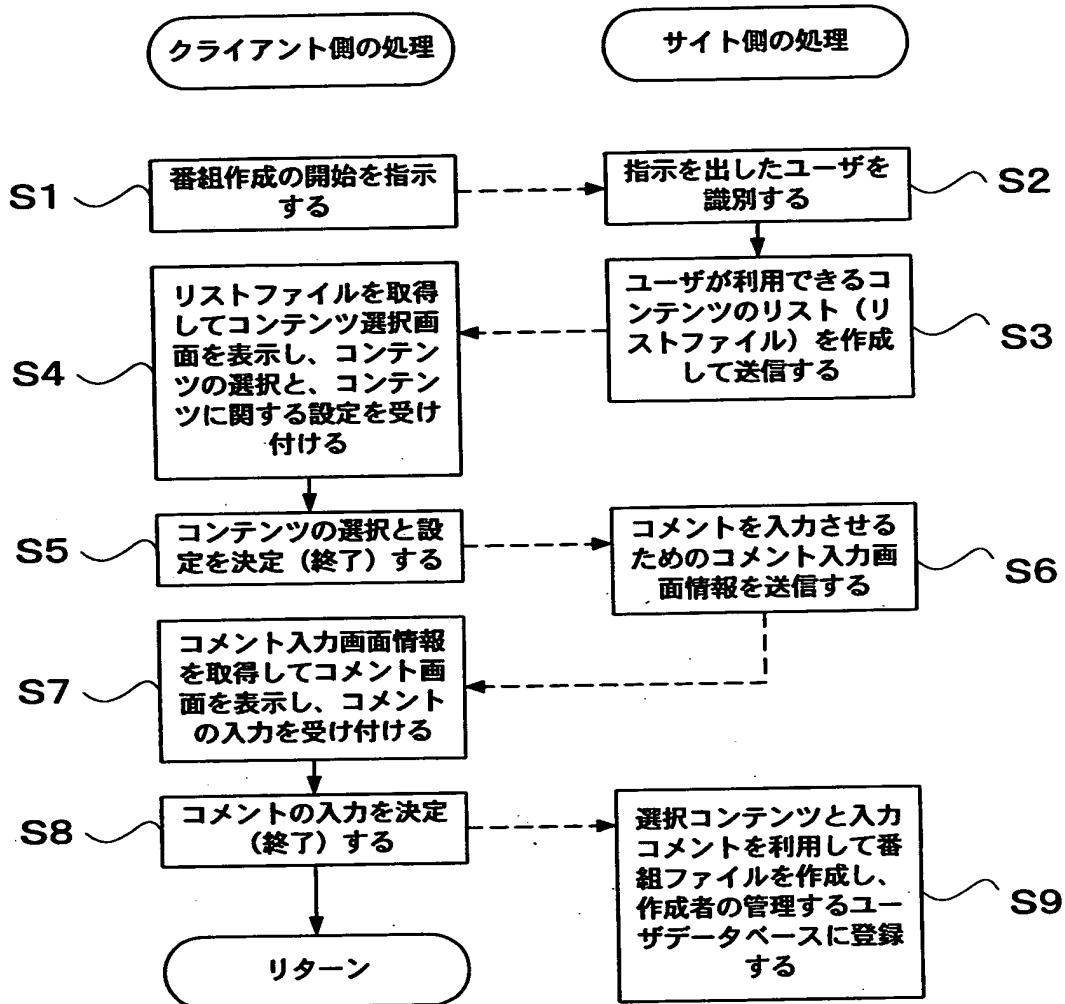 クライアント側の処理
サイト側の処理
S1
番組作成の開始を指示
する
指示を出したユーザを
識別する
S2
ユーザが利用できるコ
ンテンツのリスト（リ
ストファイル）を作成
して送信する
S3
S4
リストファイルを取得
してコンテンツ選択画
面を表示し、コンテン
ツの選択と、コンテン
ツに関する設定を受け
付ける
S5
コンテンツの選択と設
定を決定（終了）する
コメントを入力させる
ためのコメント入力画
面情報を送信する
S6
S7
コメント入力画面情報
を取得してコメント画
面を表示し、コメント
の入力を受け付ける
S8
コメントの入力を決定
（終了）する
選択コンテンツと入力
コメントを利用して番
組ファイルを作成し、
作成者の管理するユー
ザデータベースに登録
する
S9
リターン